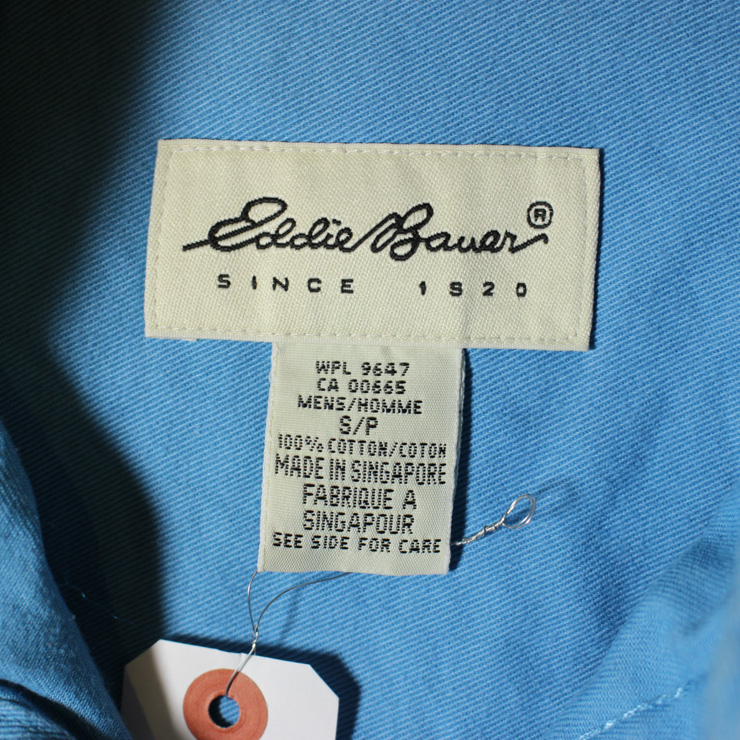 Eddie Bauer®
SINCE 1920
WPL 9647
CA 00665
MENS/HOMME
S/P
100% COTTON/COTON
MADE IN SINGAPORE
FABRIQUE A
SINGAPOUR
SEE SIDE FOR CARE